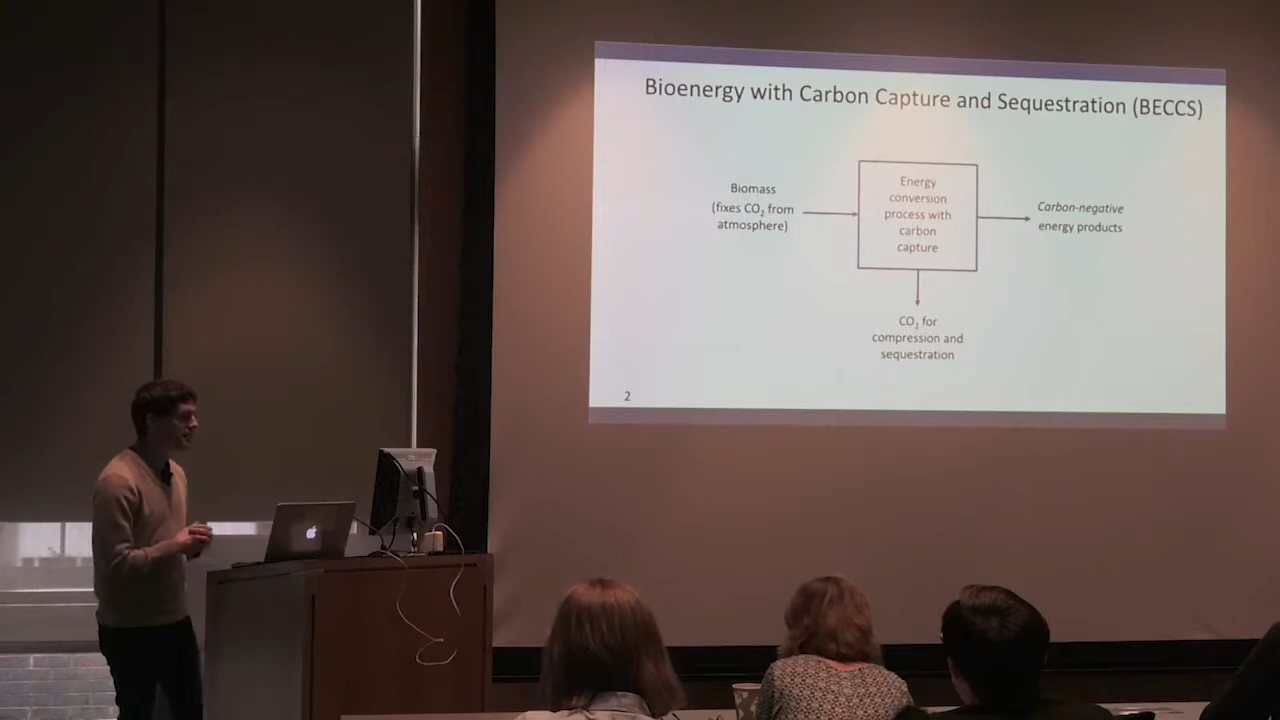 Bioenergy with Carbon Capture and Sequestration (BECCS)
Biomass
(fixes CO₂ from
atmosphere)
Energy
conversion
process with
carbon
capture
Carbon-negative
energy products
CO₂ for
compression and
sequestration
2